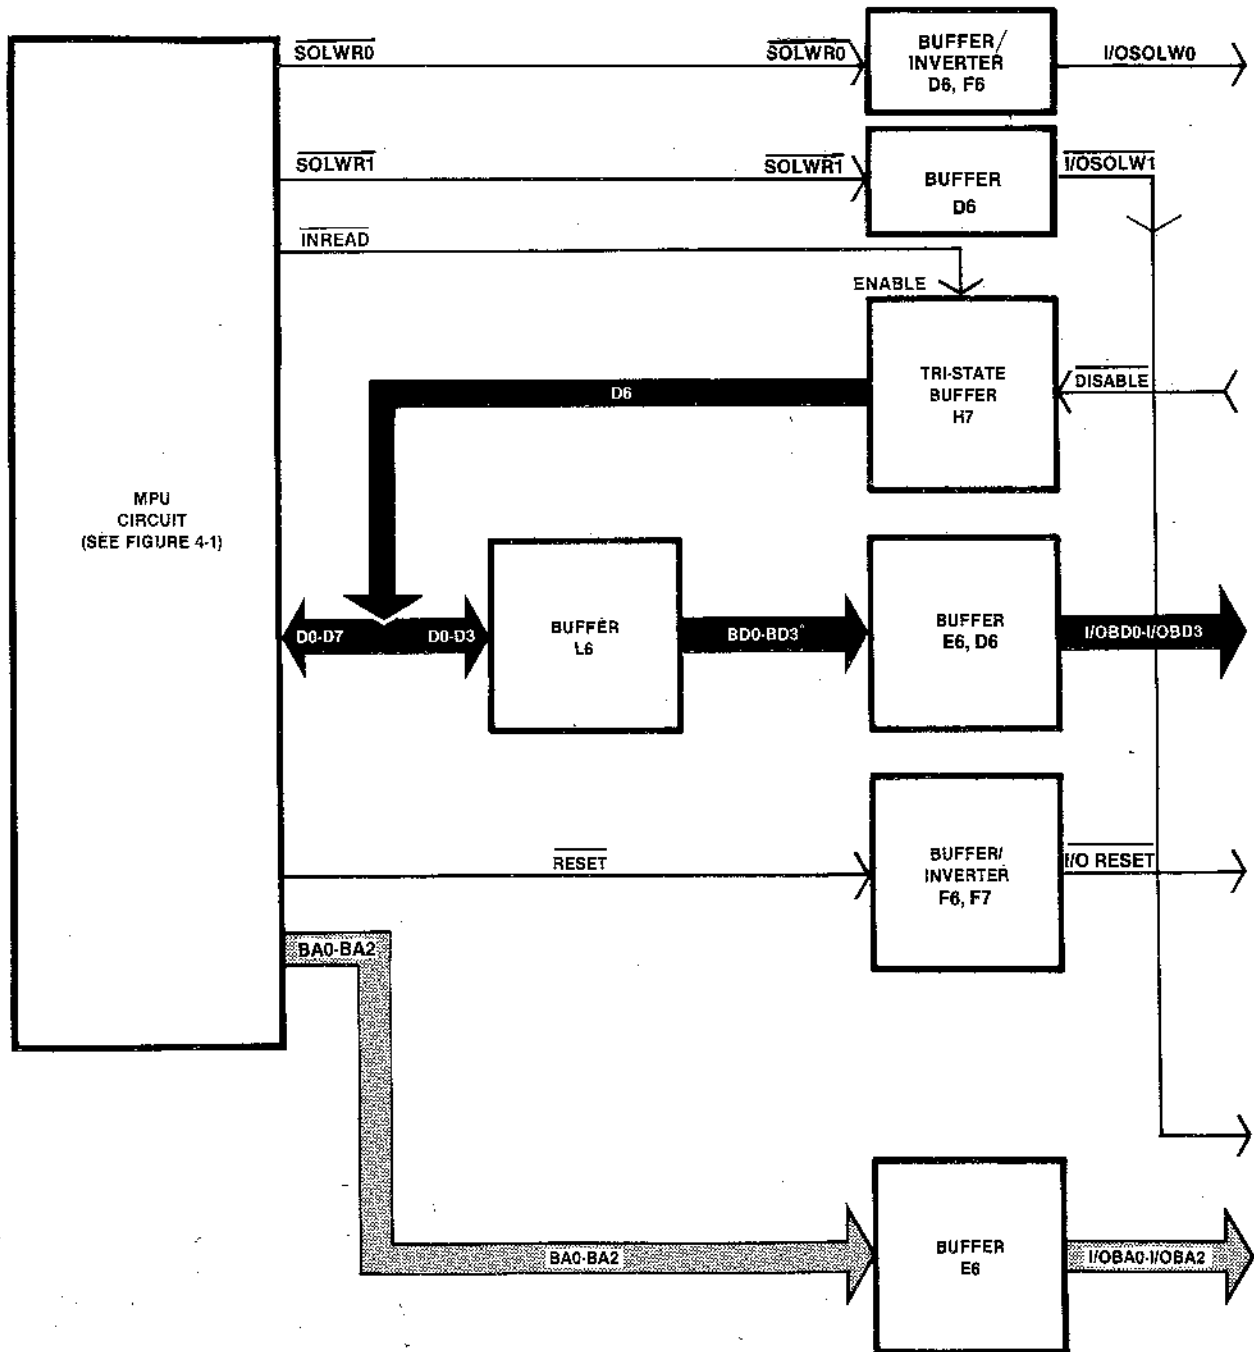 SOLWR0
SOLWR0
BUFFER/
INVERTER
D6, F6
I/OSOLW0
SOLWR1
SOLWR1
BUFFER
D6
I/OSOLW1
INREAD
ENABLE
TRI-STATE
BUFFER
H7
DISABLE
D6
MPU
CIRCUIT
(SEE FIGURE 4-1)
D0-D7
D0-D3
BUFFER
L6
BD0-BD3
BUFFER
E6, D6
I/OBD0-I/OBD3
RESET
BUFFER/
INVERTER
F6, F7
I/O RESET
BA0-BA2
BA0-BA2
BUFFER
E6
I/OBA0-I/OBA2